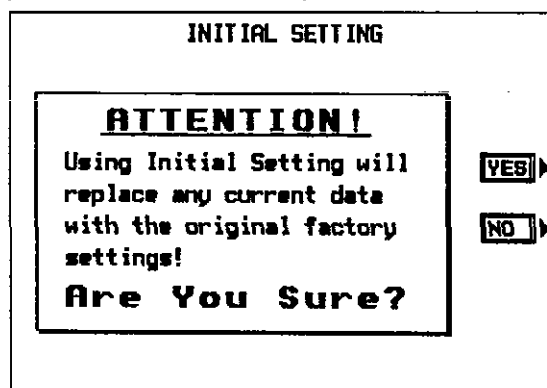 INITIAL SETTING
ATTENTION!
Using Initial Setting will
replace any current data
with the original factory
settings!
Are You Sure?
YES
NO